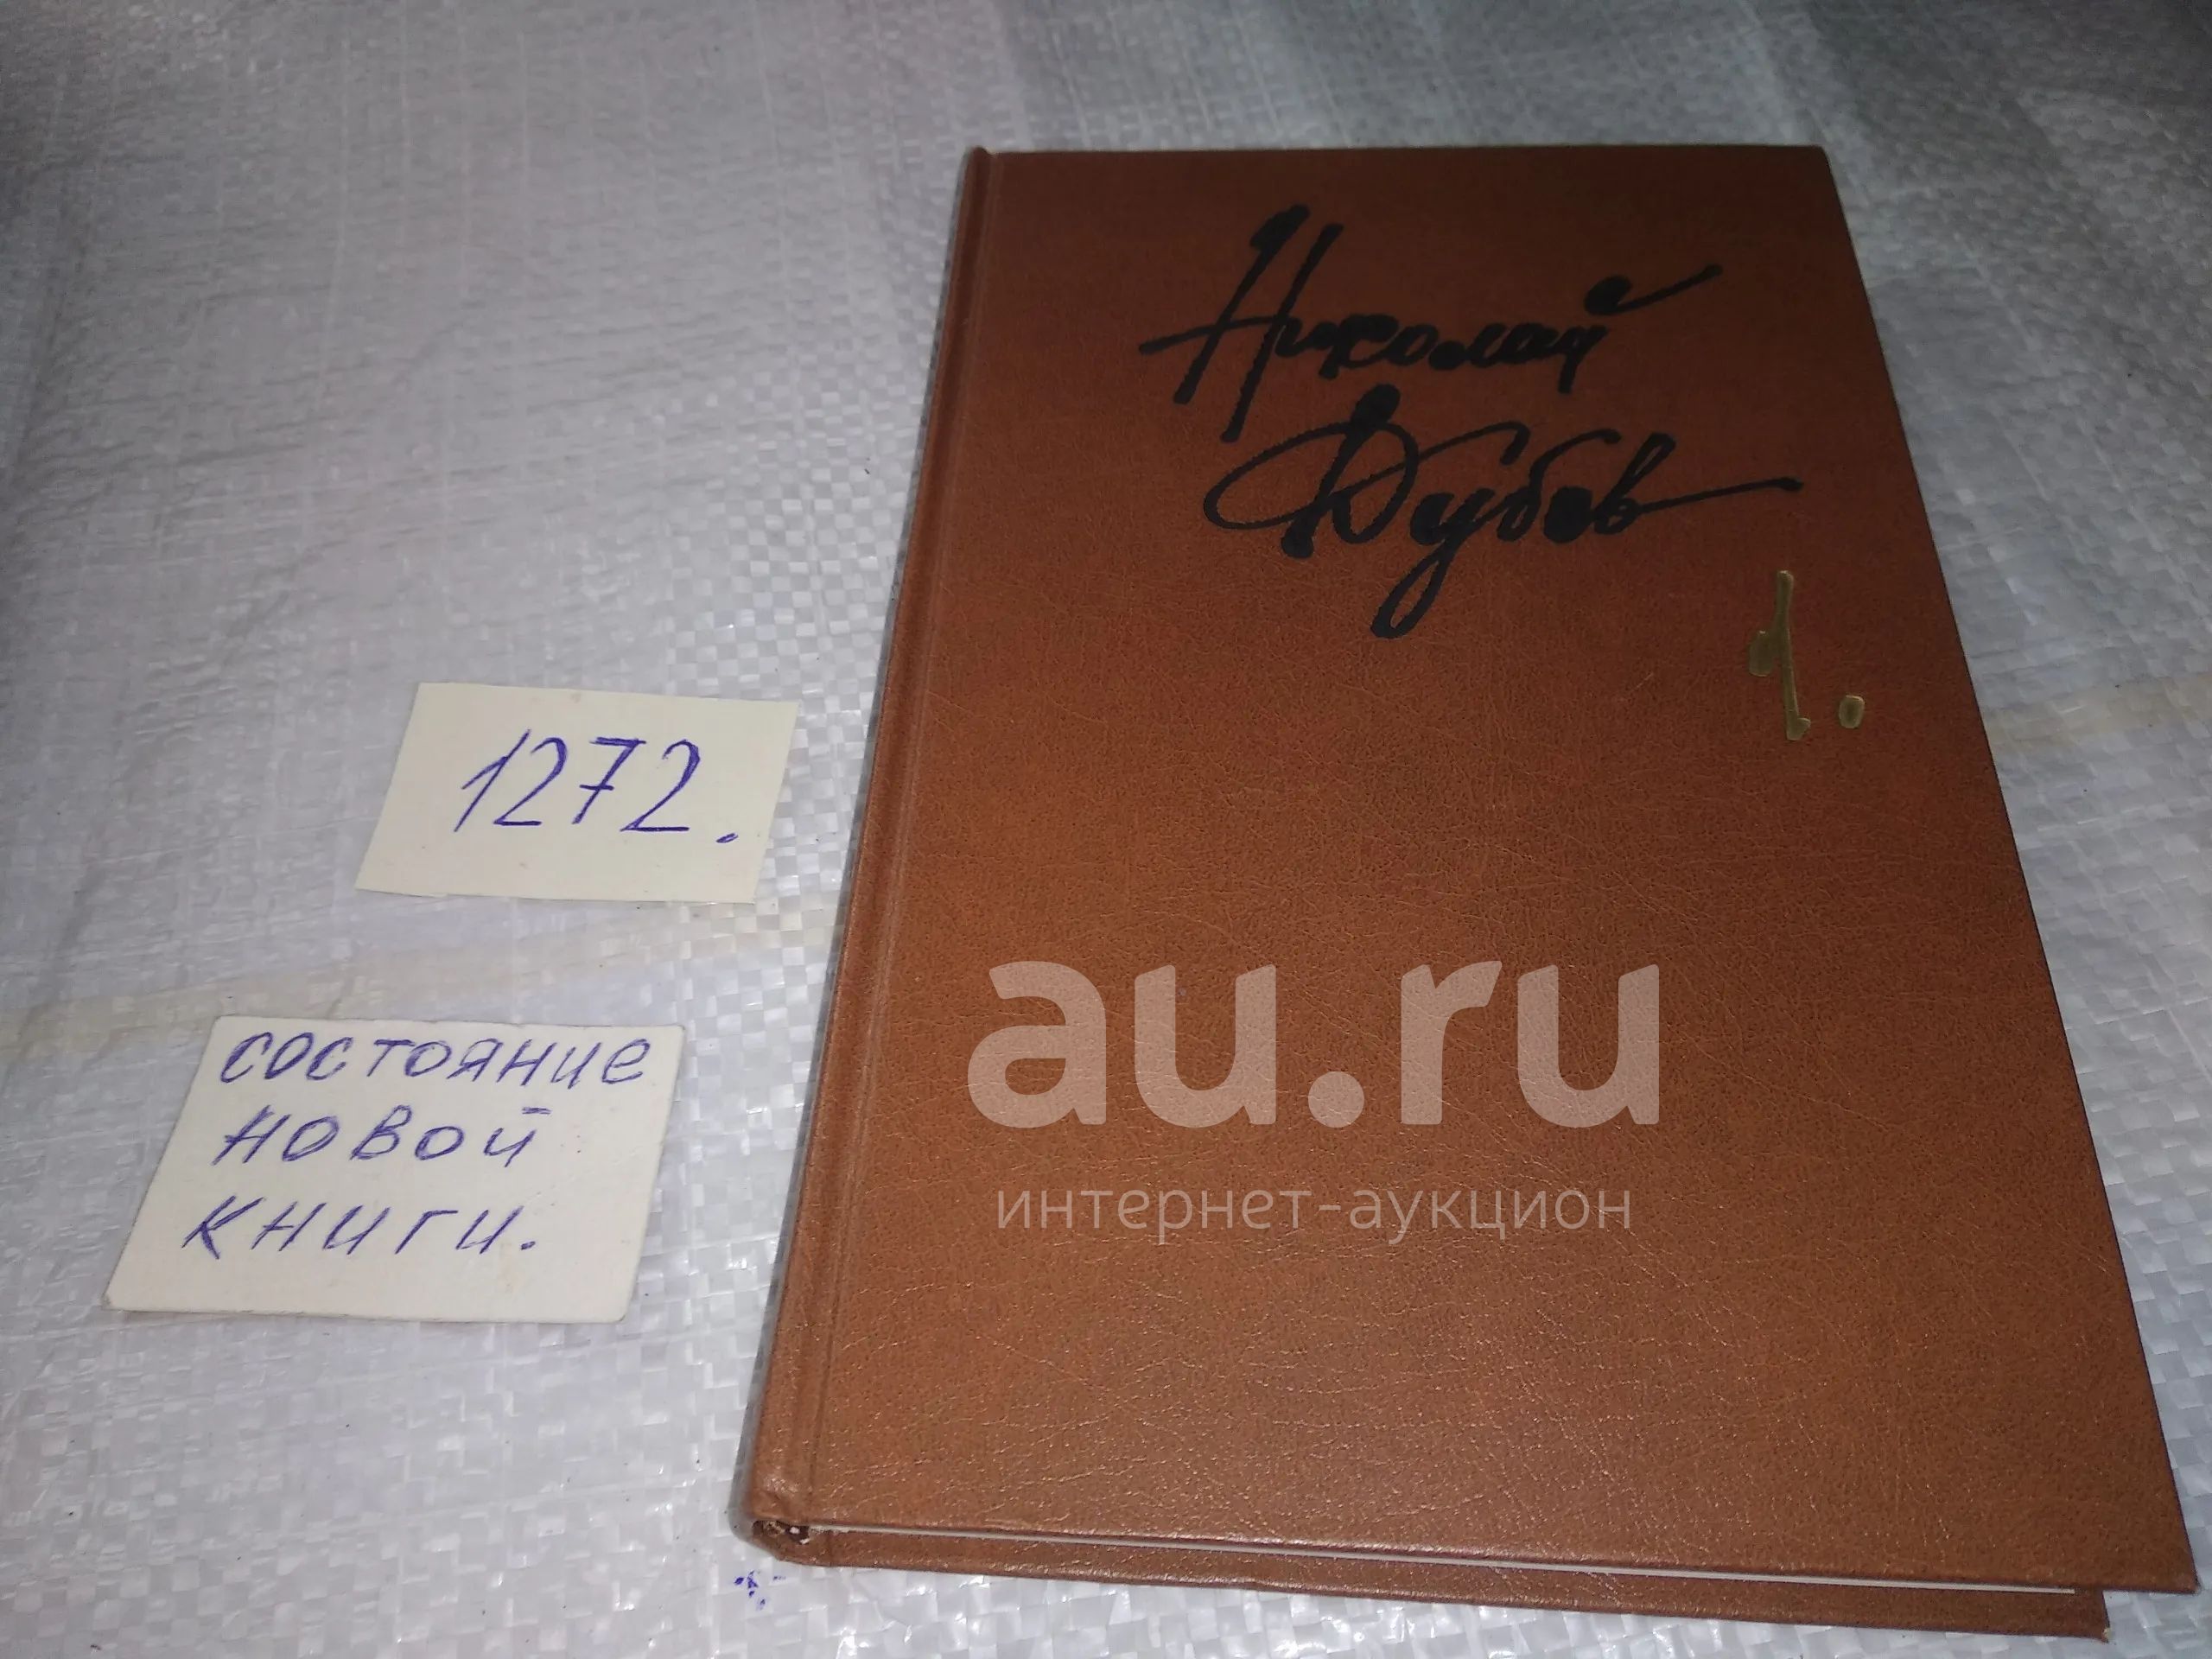 Николай
Дубов
1.
1272.
состояние
новой
книги.
au.ru
интернет-аукцион